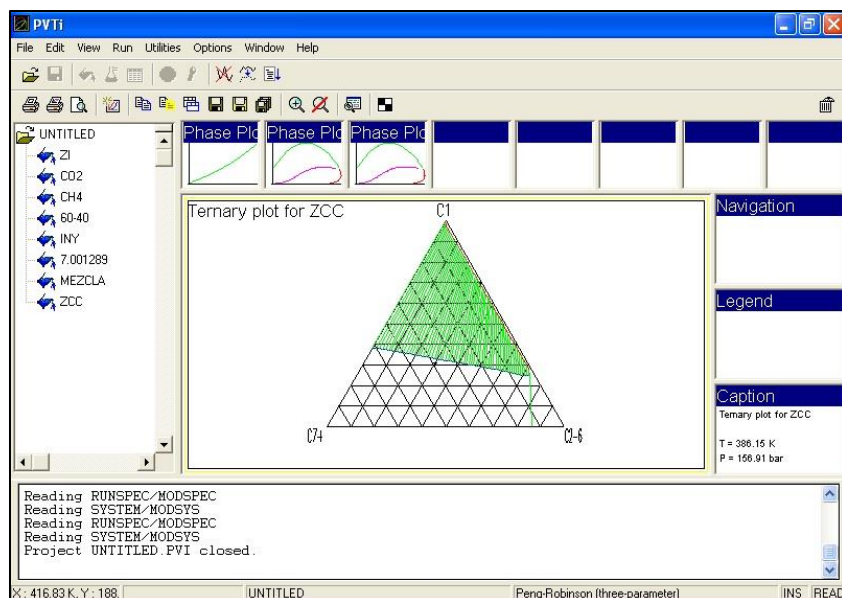 PVTi
File Edit View Run Utilities Options Window Help
UNTITLED
ZI
CO2
CH4
60-40
INY
7.001289
MEZCLA
ZCC
Phase Plo Phase Plo Phase Plo
Ternary plot for ZCC
C1
C7+ C2-6
Navigation
Legend
Caption
Ternary plot for ZCC
T = 386.15 K
P = 156.91 bar
Reading RUNSPEC/MODSPEC
Reading SYSTEM/MODSYS
Reading RUNSPEC/MODSPEC
Reading SYSTEM/MODSYS
Project UNTITLED.PVI closed.
X : 416.83 K, Y : 188. UNTITLED Peng-Robinson (three-parameter) INS READ